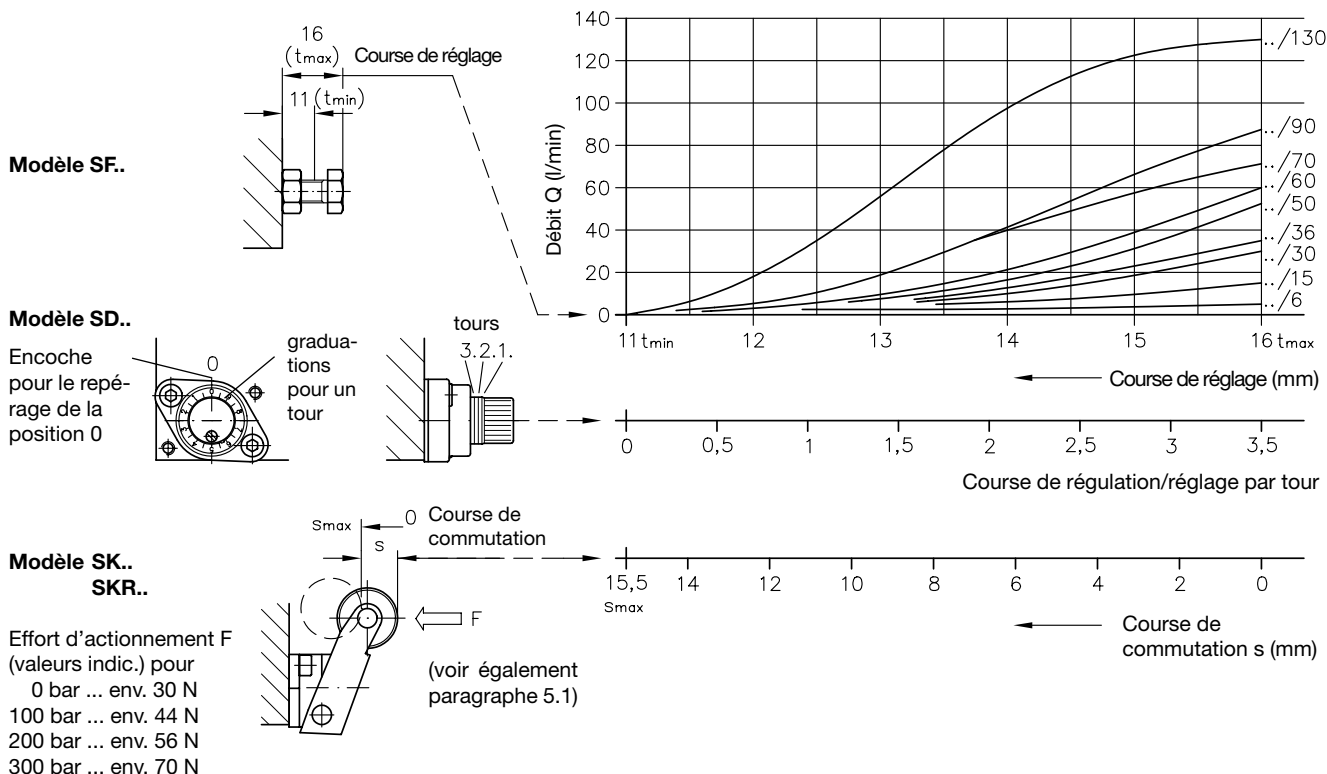 16
(tmax)
Course de réglage
11 (tmin)
Modèle SF..
Débit Q (l/min)
140
120
100
80
60
40
20
0
../130
../90
../70
../60
../50
../36
../30
../15
../6
11 tmin 12 13 14 15 16 tmax
Course de réglage (mm)
Modèle SD..
Encoche
pour le repé-
rage de la
position 0
0
gradua-
tions
pour un
tour
tours
3.2.1.
0 0,5 1 1,5 2 2,5 3 3,5
Course de régulation/réglage par tour
Modèle SK..
SKR..
Smax
0
s
Course de
commutation
F
15,5 14 12 10 8 6 4 2 0
Smax
Course de
commutation s (mm)
Effort d'actionnement F
(valeurs indic.) pour
0 bar ... env. 30 N
100 bar ... env. 44 N
200 bar ... env. 56 N
300 bar ... env. 70 N
(voir également
paragraphe 5.1)